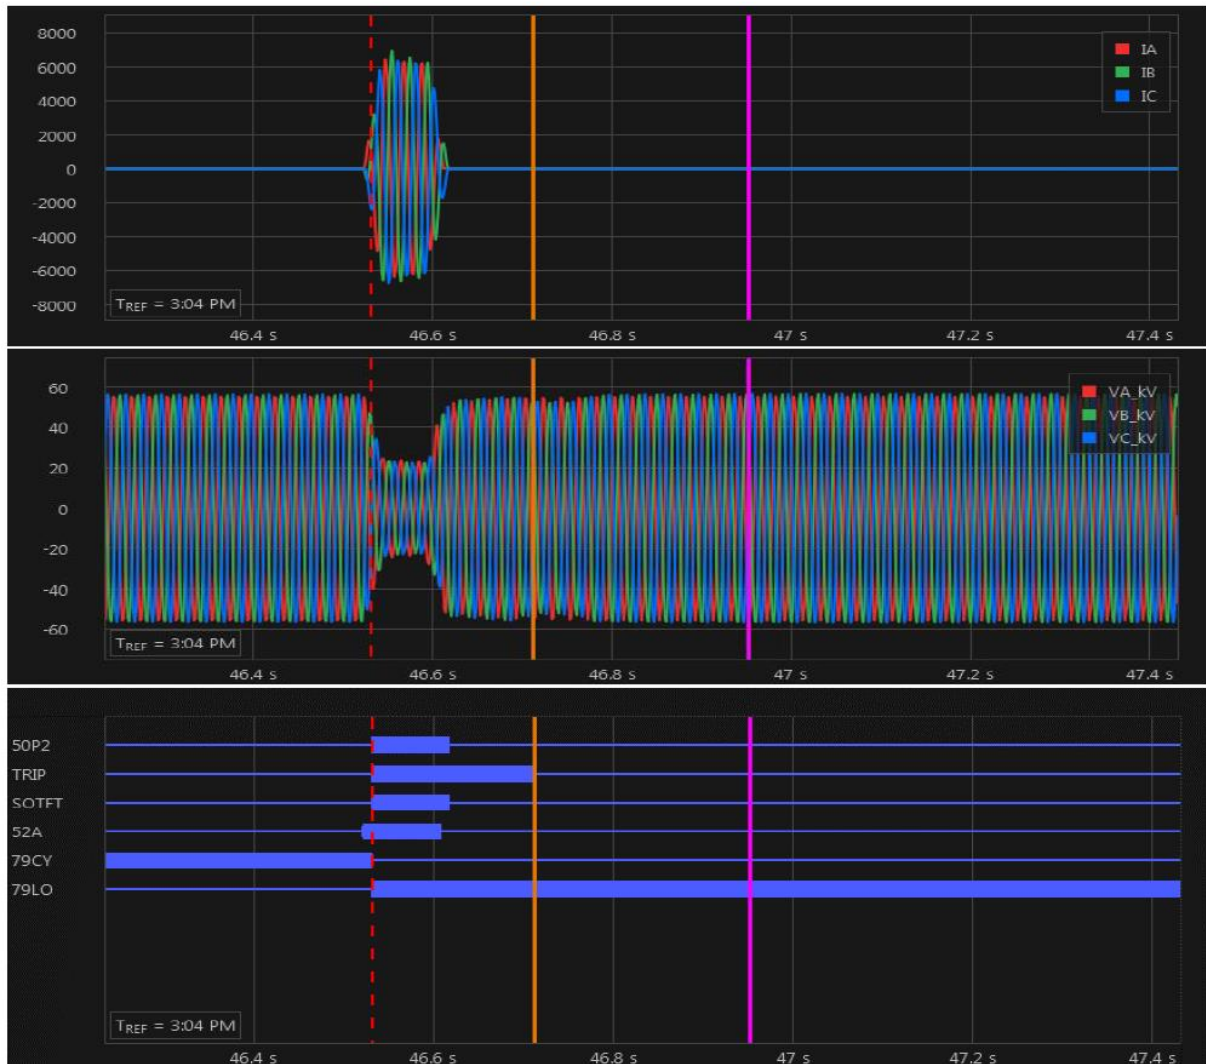 8000
6000
4000
2000
0
-2000
-4000
-6000
-8000
IA
IB
IC
TREF = 3:04 PM
46.4 s 46.6 s 46.8 s 47 s 47.2 s 47.4 s
60
40
20
0
-20
-40
-60
VA_kV
VB_kV
VC_kV
TREF = 3:04 PM
46.4 s 46.6 s 46.8 s 47 s 47.2 s 47.4 s
50P2
TRIP
SOTFT
52A
79CY
79LO
TREF = 3:04 PM
46.4 s 46.6 s 46.8 s 47 s 47.2 s 47.4 s